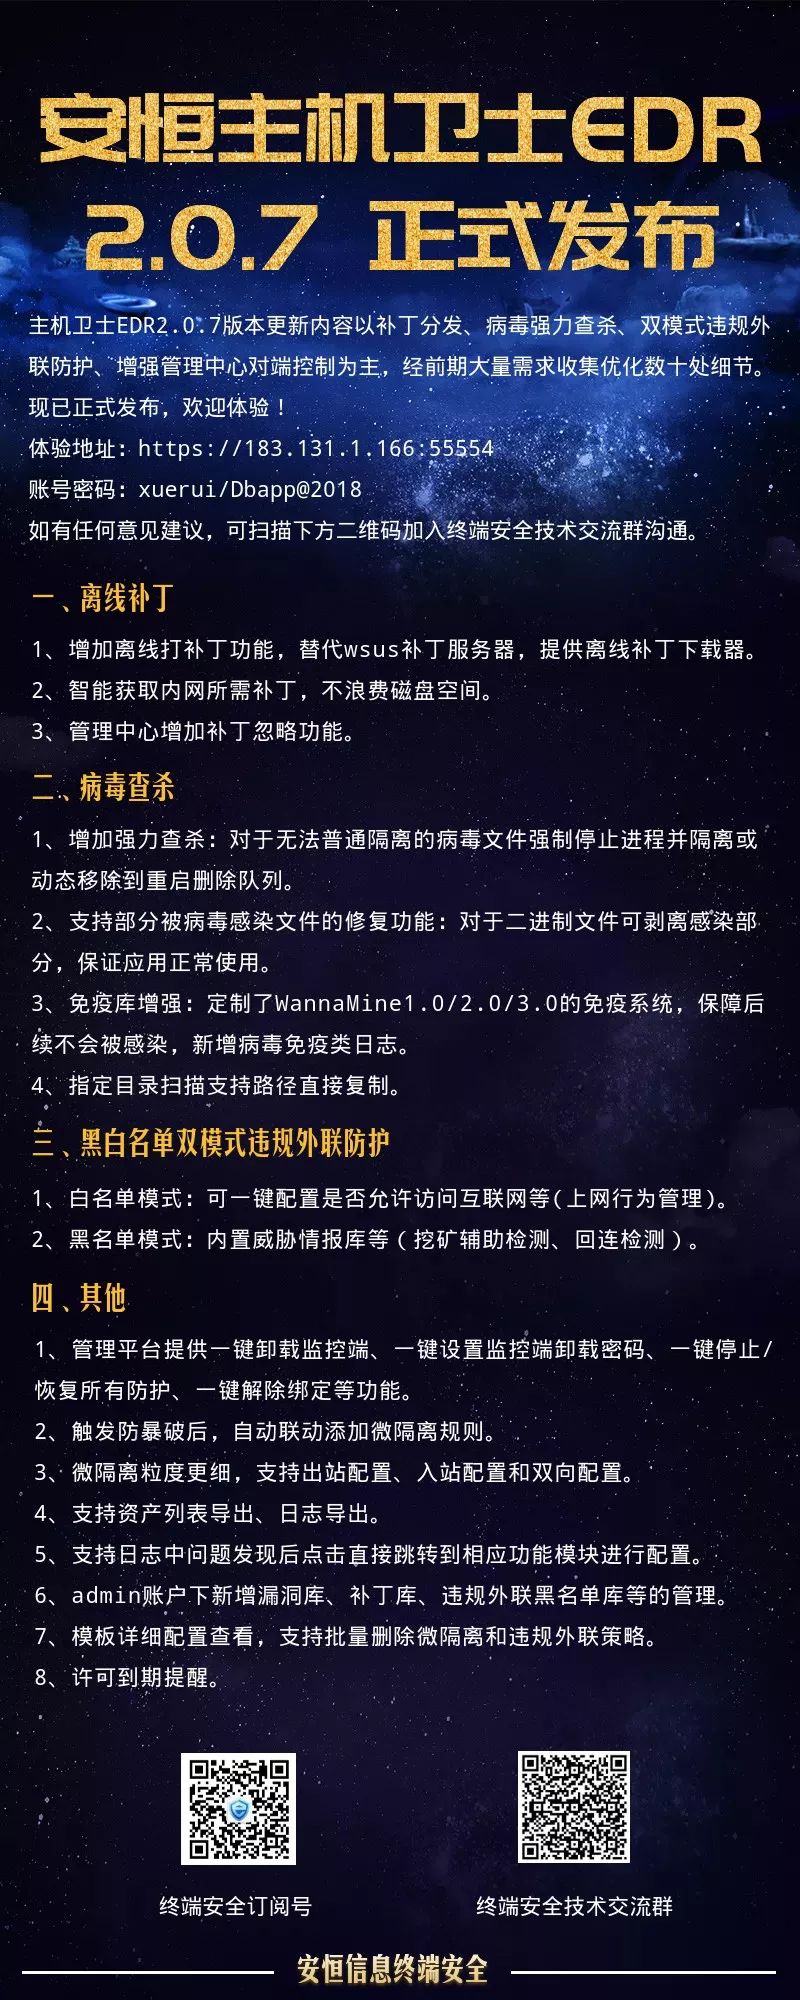 安恒主机卫士EDR
2.0.7 正式发布
主机卫士EDR2.0.7版本更新内容以补丁分发、病毒强力查杀、双模式违规外
联防护、增强管理中心对端控制为主，经前期大量需求收集优化数十处细节。
现已正式发布，欢迎体验！
体验地址：https://183.131.1.166:55554
账号密码：xuerui/Dbapp@2018
如有任何意见建议，可扫描下方二维码加入终端安全技术交流群沟通。
一、离线补丁
1、增加离线打补丁功能，替代wsus补丁服务器，提供离线补丁下载器。
2、智能获取内网所需补丁，不浪费磁盘空间。
3、管理中心增加补丁忽略功能。
二、病毒查杀
1、增加强力查杀：对于无法普通隔离的病毒文件强制停止进程并隔离或
动态移除到重启删除队列。
2、支持部分被病毒感染文件的修复功能：对于二进制文件可剥离感染部
分，保证应用正常使用。
3、免疫库增强：定制了WannaMine1.0/2.0/3.0的免疫系统，保障后
续不会被感染，新增病毒免疫类日志。
4、指定目录扫描支持路径直接复制。
三、黑白名单双模式违规外联防护
1、白名单模式：可一键配置是否允许访问互联网等(上网行为管理)。
2、黑名单模式：内置威胁情报库等（挖矿辅助检测、回连检测）。
四、其他
1、管理平台提供一键卸载监控端、一键设置监控端卸载密码、一键停止/
恢复所有防护、一键解除绑定等功能。
2、触发防暴破后，自动联动添加微隔离规则。
3、微隔离粒度更细，支持出站配置、入站配置和双向配置。
4、支持资产列表导出、日志导出。
5、支持日志中问题发现后点击直接跳转到相应功能模块进行配置。
6、admin账户下新增漏洞库、补丁库、违规外联黑名单库等的管理。
7、模板详细配置查看，支持批量删除微隔离和违规外联策略。
8、许可到期提醒。
终端安全订阅号 终端安全技术交流群
安恒信息终端安全